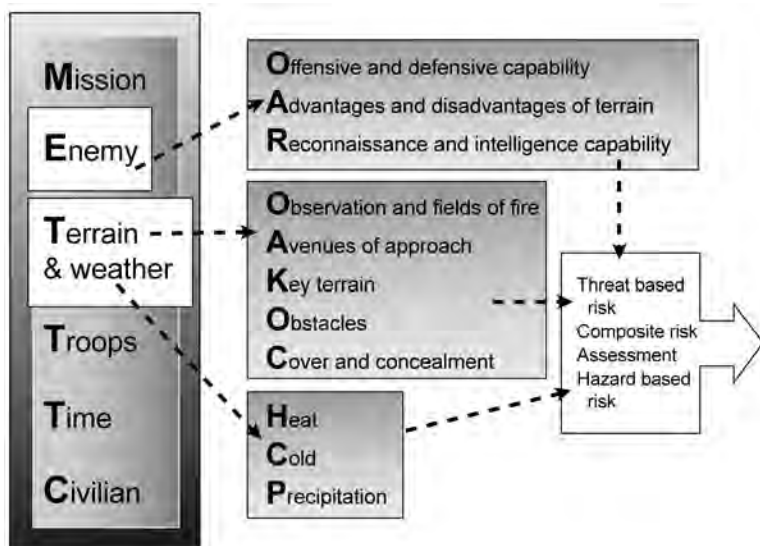 Mission
Enemy
Terrain
& weather
Troops
Time
Civilian
Offensive and defensive capability
Advantages and disadvantages of terrain
Reconnaissance and intelligence capability
Observation and fields of fire
Avenues of approach
Key terrain
Obstacles
Cover and concealment
Heat
Cold
Precipitation
Threat based
risk
Composite risk
Assessment
Hazard based
risk